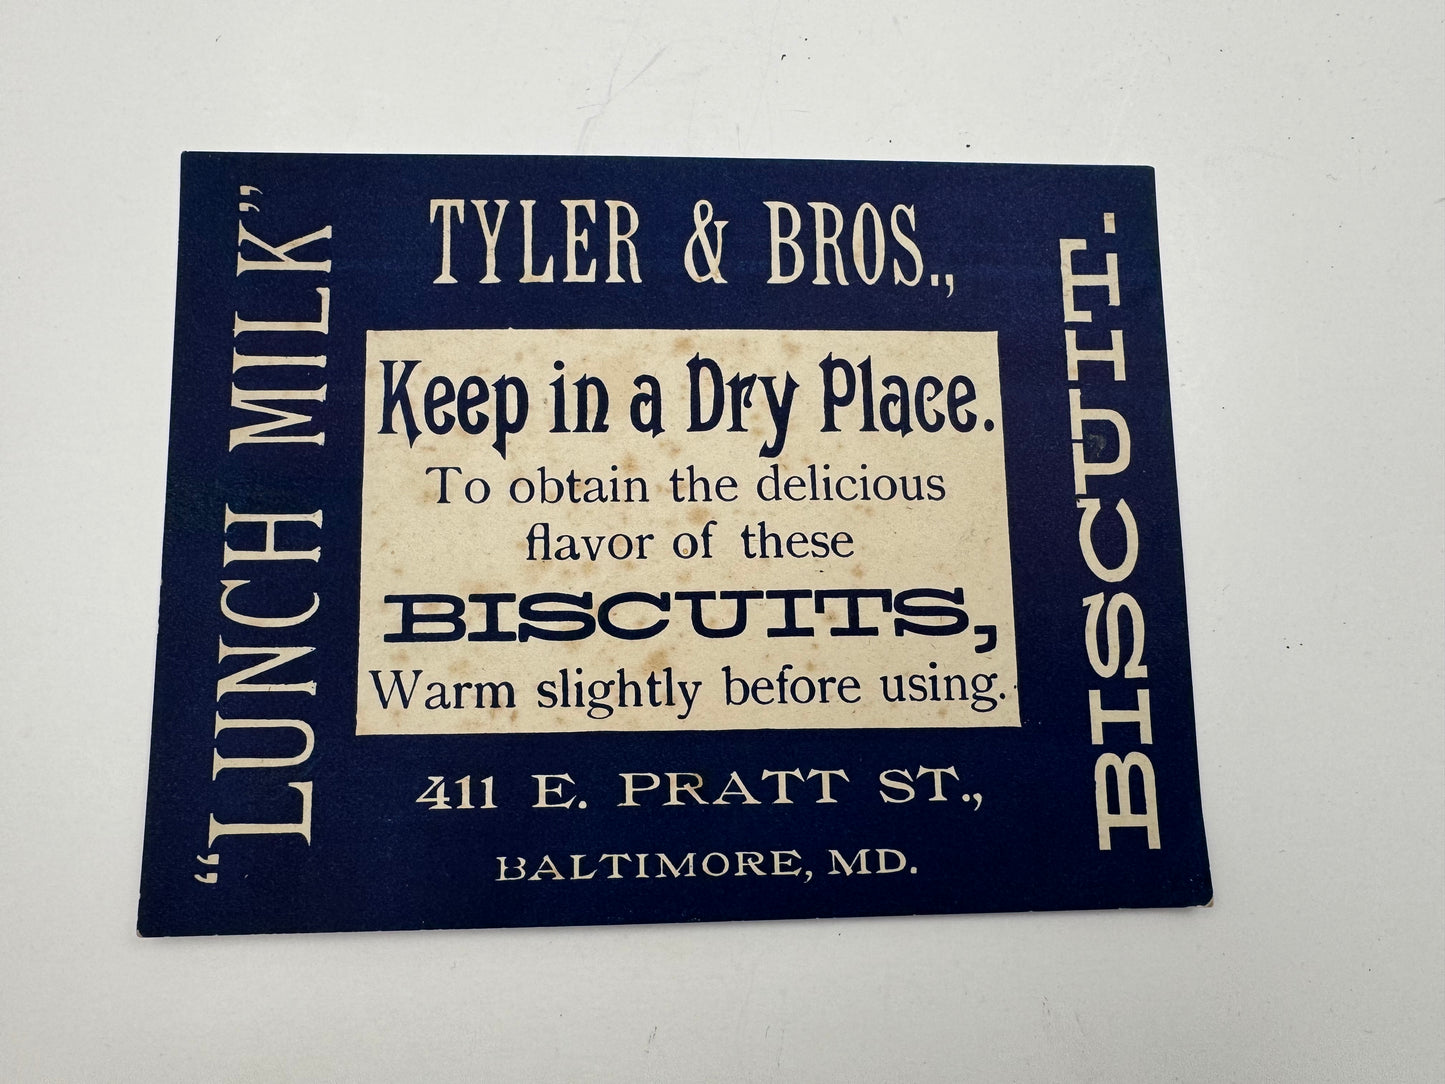 TYLER & BROS.,
"LUNCH MILK"
BISCUIT.
Keep in a Dry Place.
To obtain the delicious
flavor of these
BISCUITS,
Warm slightly before using.
411 E. PRATT ST.,
BALTIMORE, MD.